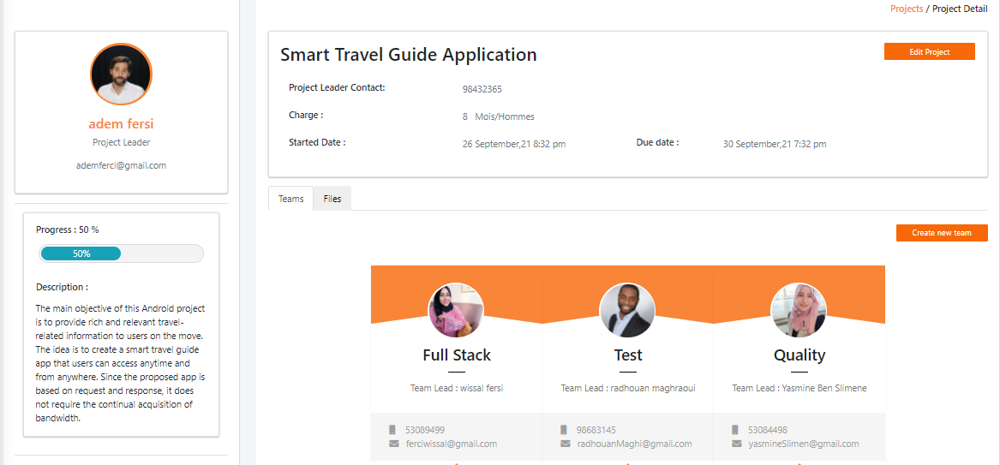 Projects / Project Detail
adem fersi
Project Leader
ademferci@gmail.com
Progress : 50 %
50%
Description :
The main objective of this Android project
is to provide rich and relevant travel-
related information to users on the move.
The idea is to create a smart travel guide
app that users can access anytime and
from anywhere. Since the proposed app is
based on request and response, it does
not require the continual acquisition of
bandwidth.
Smart Travel Guide Application
Edit Project
Project Leader Contact: 98432365
Charge : 8 Mois/Hommes
Started Date : 26 September,21 8:32 pm Due date : 30 September,21 7:32 pm
Teams Files
Create new team
Full Stack
Team Lead : wissal fersi
53089499
ferciwissal@gmail.com
Test
Team Lead : radhouan maghraoui
98683145
radhouanMaghi@gmail.com
Quality
Team Lead : Yasmine Ben Slimene
53084498
yasmineSlimen@gmail.com